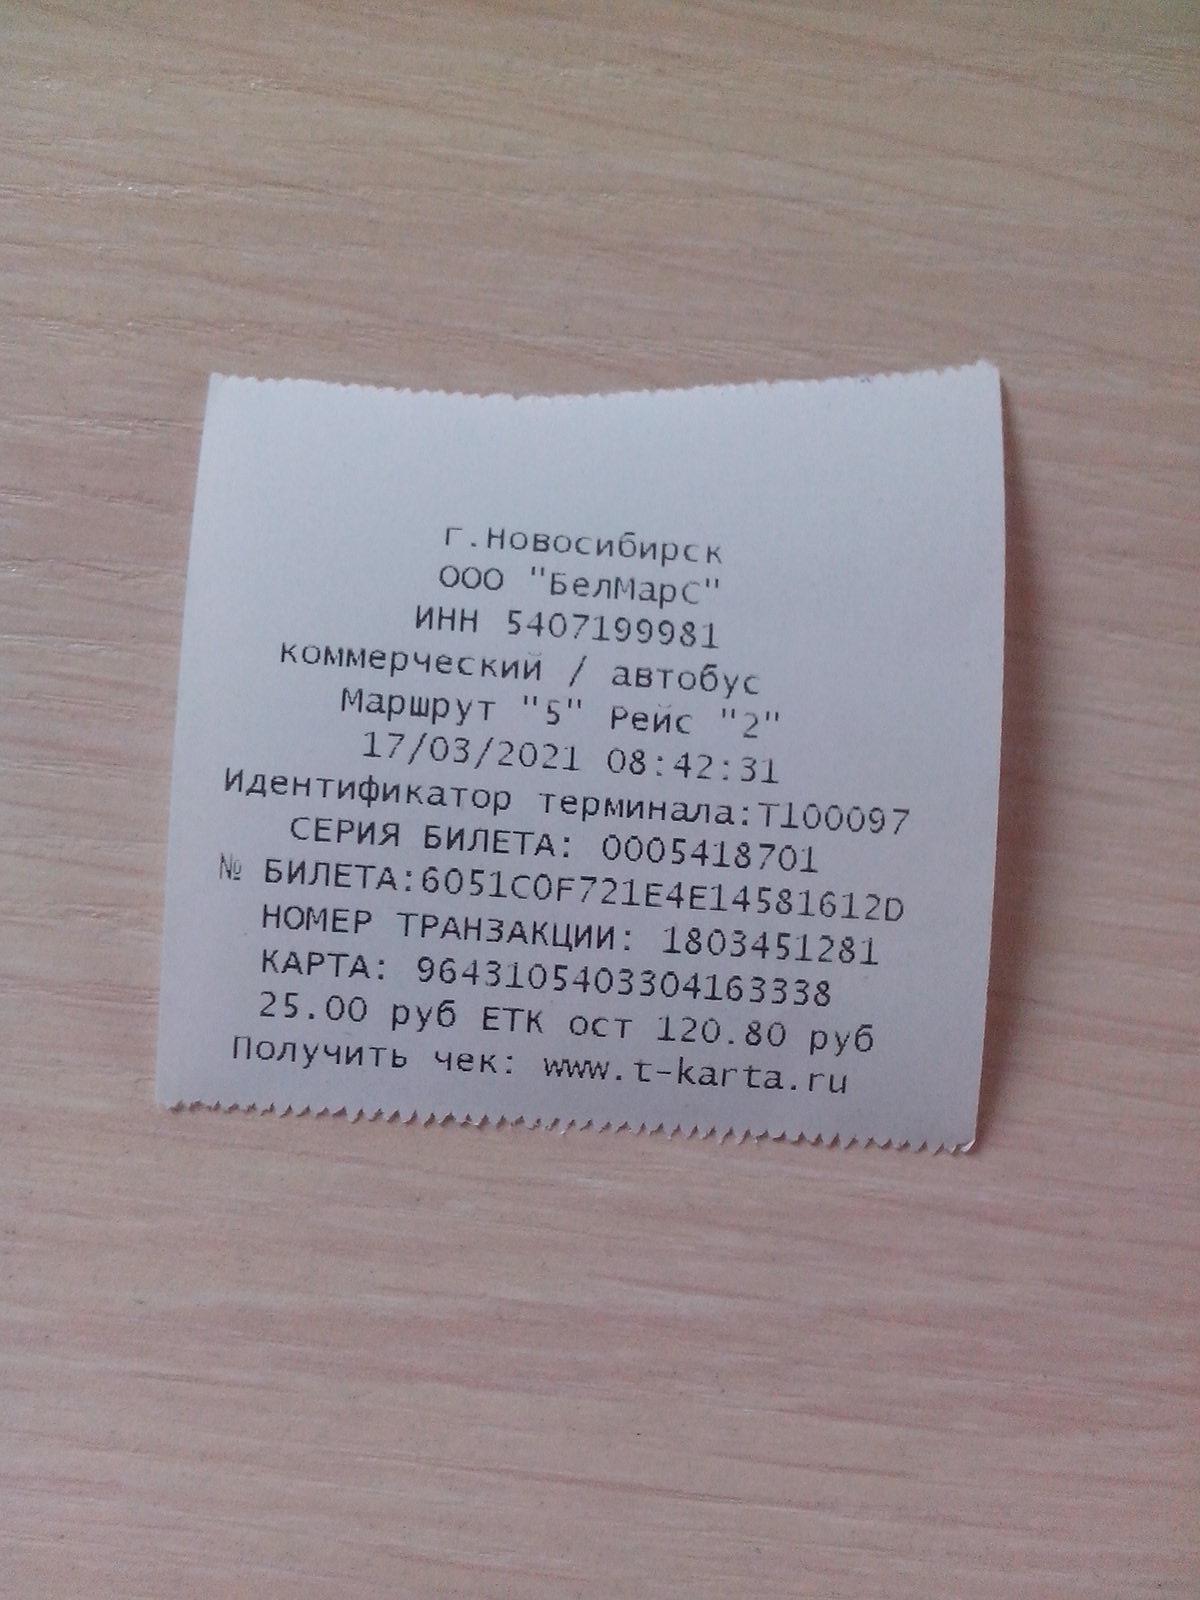 г.Новосибирск
ООО "БелМарС"
ИНН 5407199981
коммерческий / автобус
Маршрут "5" Рейс "2"
17/03/2021 08:42:31
Идентификатор терминала:T100097
СЕРИЯ БИЛЕТА: 0005418701
№ БИЛЕТА:6051C0F721E4E14581612D
НОМЕР ТРАНЗАКЦИИ: 1803451281
КАРТА: 9643105403304163338
25.00 руб ЕТК ост 120.80 руб
Получить чек: www.t-karta.ru